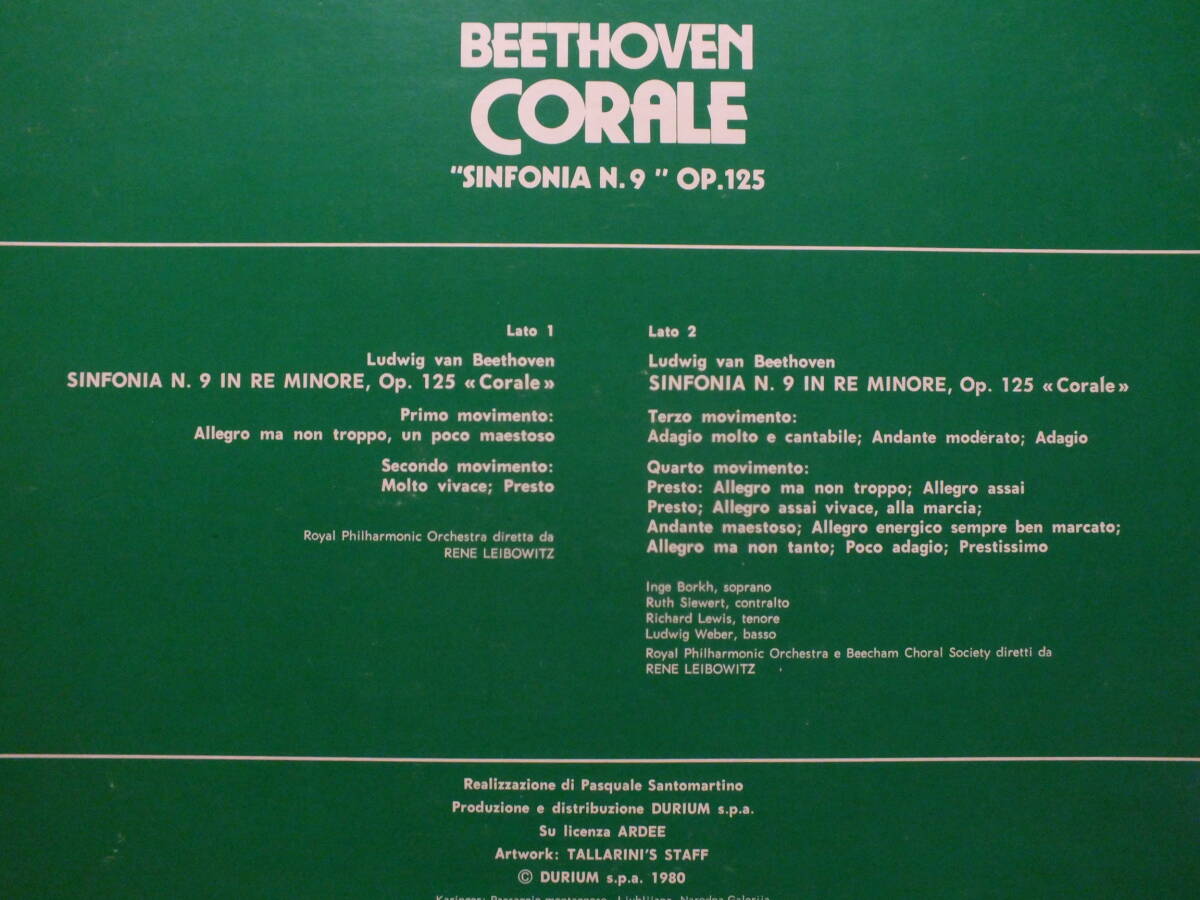 BEETHOVEN
CORALE
"SINFONIA N. 9 " OP.125
Lato 1
Ludwig van Beethoven
SINFONIA N. 9 IN RE MINORE, Op. 125 «Corale»
Primo movimento:
Allegro ma non troppo, un poco maestoso
Secondo movimento:
Molto vivace; Presto
Royal Philharmonic Orchestra diretta da
RENE LEIBOWITZ
Lato 2
Ludwig van Beethoven
SINFONIA N. 9 IN RE MINORE, Op. 125 «Corale»
Terzo movimento:
Adagio molto e cantabile; Andante moderato; Adagio
Quarto movimento:
Presto: Allegro ma non troppo; Allegro assai
Presto; Allegro assai vivace, alla marcia;
Andante maestoso; Allegro energico sempre ben marcato;
Allegro ma non tanto; Poco adagio; Prestissimo
Inge Borkh, soprano
Ruth Siewert, contralto
Richard Lewis, tenore
Ludwig Weber, basso
Royal Philharmonic Orchestra e Beecham Choral Society diretti da
RENE LEIBOWITZ
Realizzazione di Pasquale Santomartino
Produzione e distribuzione DURIUM s.p.a.
Su licenza ARDEE
Artwork: TALLARINI'S STAFF
© DURIUM s.p.a. 1980